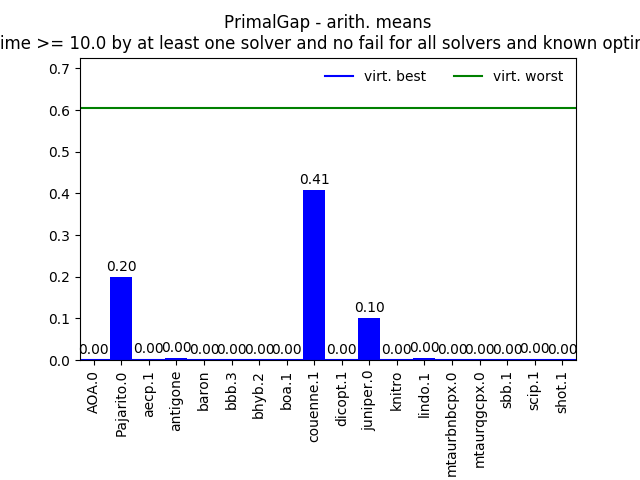 PrimalGap - arith. means
ime >= 10.0 by at least one solver and no fail for all solvers and known optir
virt. best
virt. worst
0.7
0.6
0.5
0.4
0.3
0.2
0.1
0.0
0.00
0.20
0.00
0.00
0.00
0.00
0.00
0.00
0.41
0.00
0.10
0.00
0.00
0.00
0.00
0.00
0.00
0.00
AOA.0
Pajarito.0
aecp.1
antigone
baron
bbb.3
bhyb.2
boa.1
couenne.1
dicopt.1
juniper.0
knitro
lindo.1
mtaurbnbcpx.0
mtaurqgcpx.0
sbb.1
scip.1
shot.1